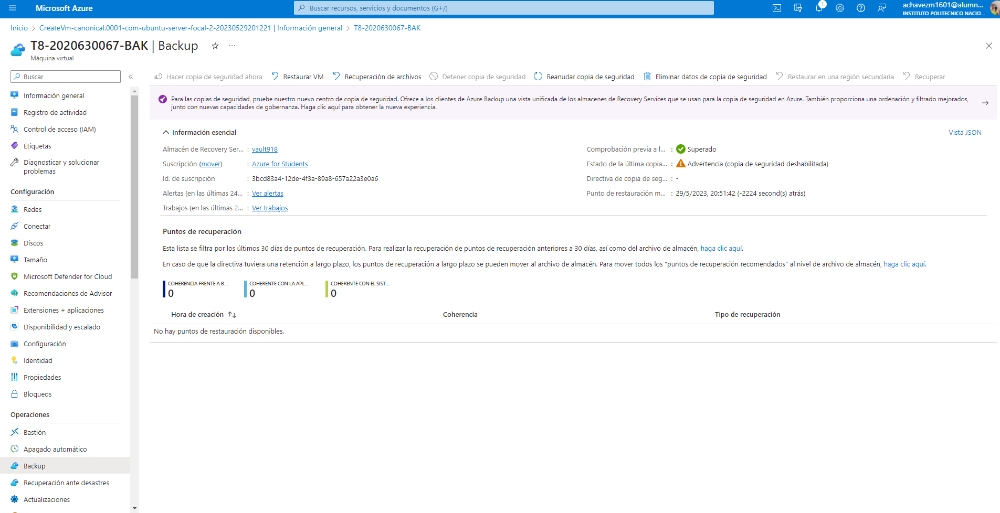 Microsoft Azure
Buscar recursos, servicios y documentos (G+/)
1
achavezm1601@alumn...
INSTITUTO POLITECNICO NACIO...
Inicio > CreateVm-canonical.0001-com-ubuntu-server-focal-2-20230529201221 | Información general > T8-2020630067-BAK
T8-2020630067-BAK | Backup
Máquina virtual
Buscar
Hacer copia de seguridad ahora
Restaurar VM
Recuperación de archivos
Detener copia de seguridad
Reanudar copia de seguridad
Eliminar datos de copia de seguridad
Restaurar en una región secundaria
Recuperar
Información general
Registro de actividad
Control de acceso (IAM)
Etiquetas
Diagnosticar y solucionar
problemas
Configuración
Redes
Conectar
Discos
Tamaño
Microsoft Defender for Cloud
Recomendaciones de Advisor
Extensiones + aplicaciones
Disponibilidad y escalado
Configuración
Identidad
Propiedades
Bloqueos
Operaciones
Bastión
Apagado automático
Backup
Recuperación ante desastres
Actualizaciones
Para las copias de seguridad, pruebe nuestro nuevo centro de copia de seguridad. Ofrece a los clientes de Azure Backup una vista unificada de los almacenes de Recovery Services que se usan para la copia de seguridad en Azure. También proporciona una ordenación y filtrado mejorados,
junto con nuevas capacidades de gobernanza. Haga clic aquí para obtener la nueva experiencia.
Información esencial
Vista JSON
Almacén de Recovery Ser... : vault918
Suscripción (mover) : Azure for Students
Id. de suscripción : 3bcd83a4-12de-4f3a-89a8-657a22a3e0a6
Alertas (en las últimas 24... : Ver alertas
Trabajos (en las últimas 2... : Ver trabajos
Comprobación previa a l... : Superado
Estado de la última copia... : Advertencia (copia de seguridad deshabilitada)
Directiva de copia de seg... : -
Punto de restauración m... : 29/5/2023, 20:51:42 (-2224 second(s) atrás)
Puntos de recuperación
Esta lista se filtra por los últimos 30 días de puntos de recuperación. Para realizar la recuperación de puntos de recuperación anteriores a 30 días, así como del archivo de almacén, haga clic aquí.
En caso de que la directiva tuviera una retención a largo plazo, los puntos de recuperación a largo plazo se pueden mover al archivo de almacén. Para mover todos los "puntos de recuperación recomendados" al nivel de archivo de almacén, haga clic aquí.
COHERENCIA FRENTE A B...
0
COHERENTE CON LA APL...
0
COHERENTE CON EL SIST...
0
Hora de creación
Coherencia
Tipo de recuperación
No hay puntos de restauración disponibles.